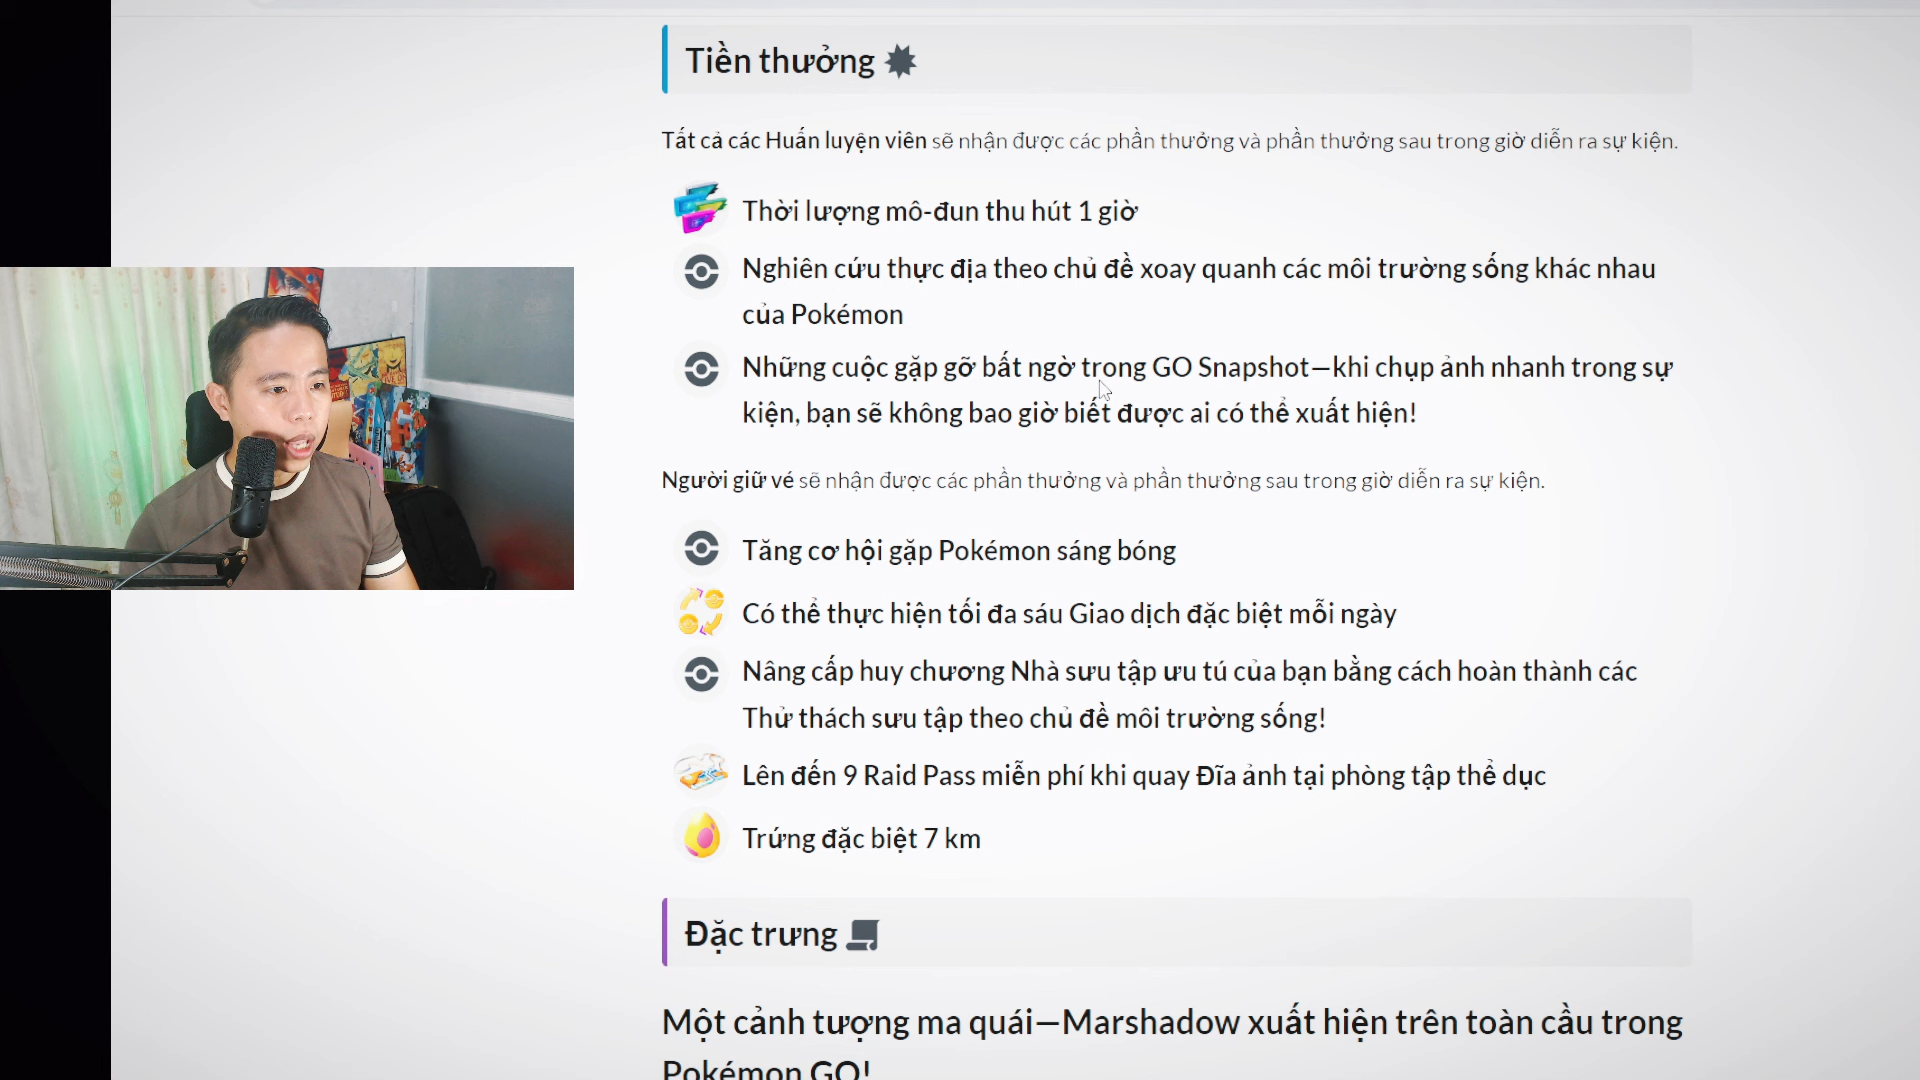 Tiền thưởng
Tất cả các Huấn luyện viên sẽ nhận được các phần thưởng và phần thưởng sau trong giờ diễn ra sự kiện.
Thời lượng mô-đun thu hút 1 giờ
Nghiên cứu thực địa theo chủ đề xoay quanh các môi trường sống khác nhau
của Pokémon
Những cuộc gặp gỡ bất ngờ trong GO Snapshot—khi chụp ảnh nhanh trong sự
kiện, bạn sẽ không bao giờ biết được ai có thể xuất hiện!
Người giữ vé sẽ nhận được các phần thưởng và phần thưởng sau trong giờ diễn ra sự kiện.
Tăng cơ hội gặp Pokémon sáng bóng
Có thể thực hiện tối đa sáu Giao dịch đặc biệt mỗi ngày
Nâng cấp huy chương Nhà sưu tập ưu tú của bạn bằng cách hoàn thành các
Thử thách sưu tập theo chủ đề môi trường sống!
Lên đến 9 Raid Pass miễn phí khi quay Đĩa ảnh tại phòng tập thể dục
Trứng đặc biệt 7 km
Đặc trưng
Một cảnh tượng ma quái—Marshadow xuất hiện trên toàn cầu trong
Pokémon GO!